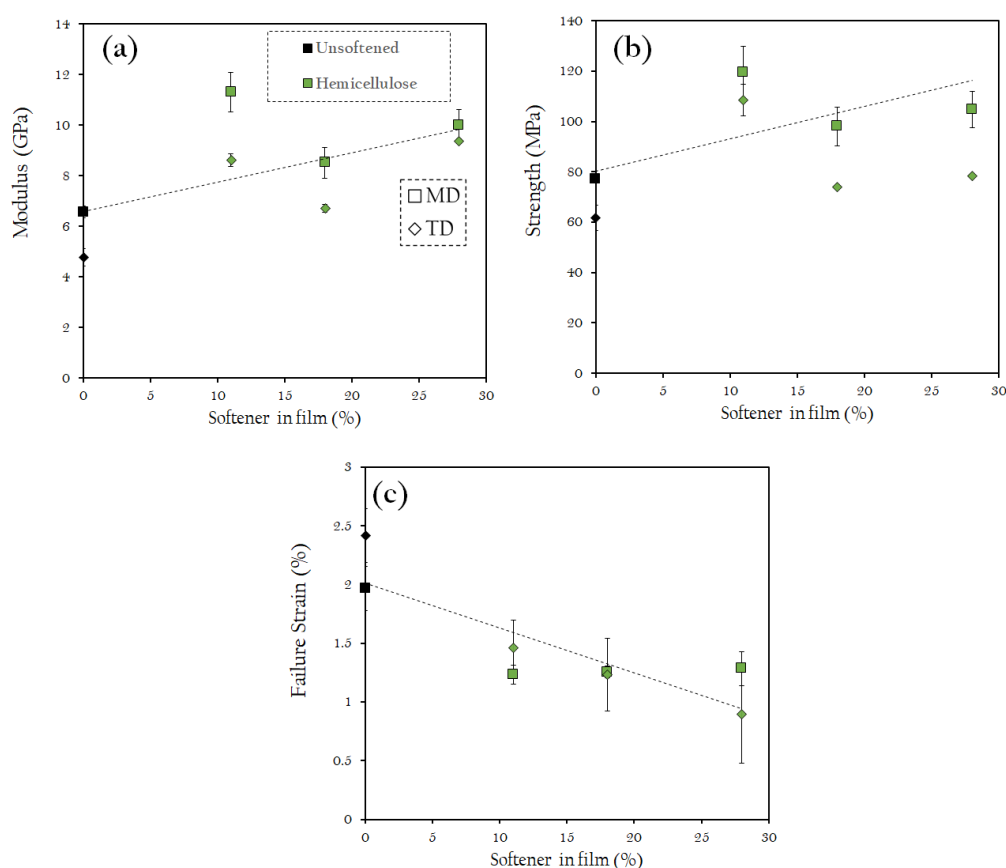 (a)
Unsoftened
Hemicellulose
MD
TD
Modulus (GPa)
14
12
10
8
6
4
2
0
0 5 10 15 20 25 30
Softener in film (%)
(b)
Strength (MPa)
140
120
100
80
60
40
20
0
0 5 10 15 20 25 30
Softener in film (%)
(c)
Failure Strain (%)
3
2.5
2
1.5
1
0.5
0
0 5 10 15 20 25 30
Softener in film (%)